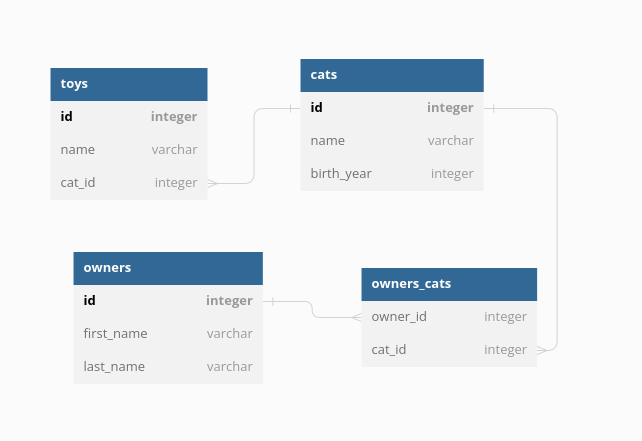 toys
id integer
name varchar
cat_id integer
cats
id integer
name varchar
birth_year integer
owners
id integer
first_name varchar
last_name varchar
owners_cats
owner_id integer
cat_id integer